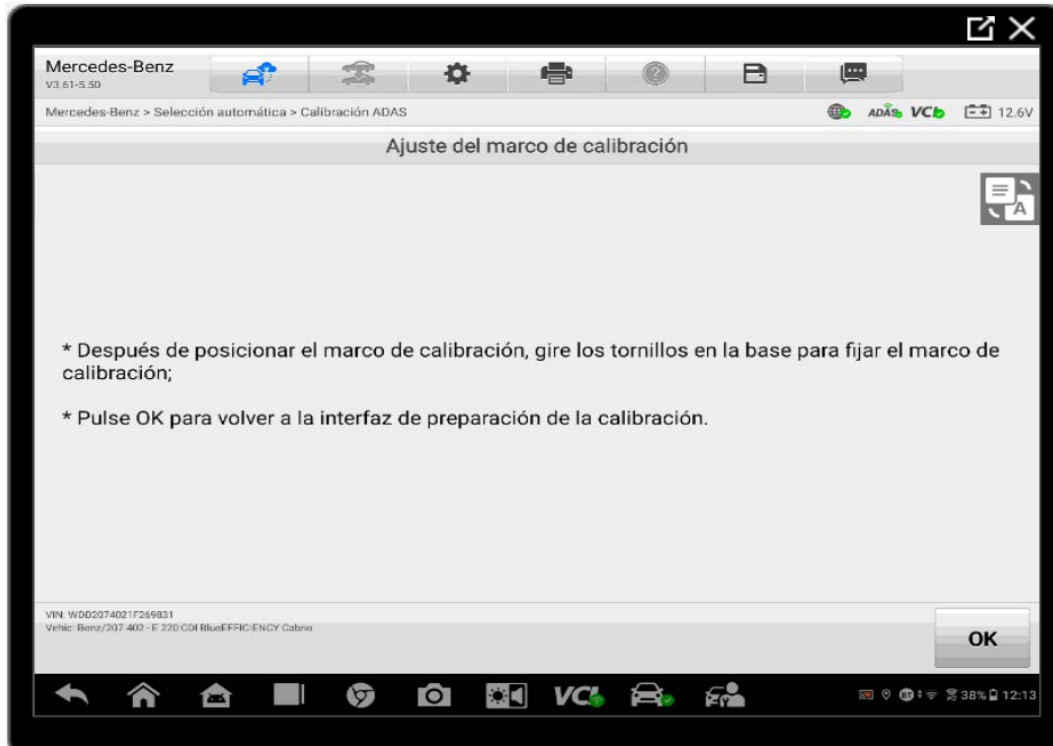 Mercedes-Benz
V3.61-5.50
Mercedes-Benz > Selección automática > Calibración ADAS
ADAS VCI 12.6V
Ajuste del marco de calibración
A
* Después de posicionar el marco de calibración, gire los tornillos en la base para fijar el marco de
calibración;
* Pulse OK para volver a la interfaz de preparación de la calibración.
VIN: WDD2074021F269831
Vehic: Benz/207.402 - E 220 CDI BlueEFFICIENCY Cabrio
OK
VCI
38% 12:13